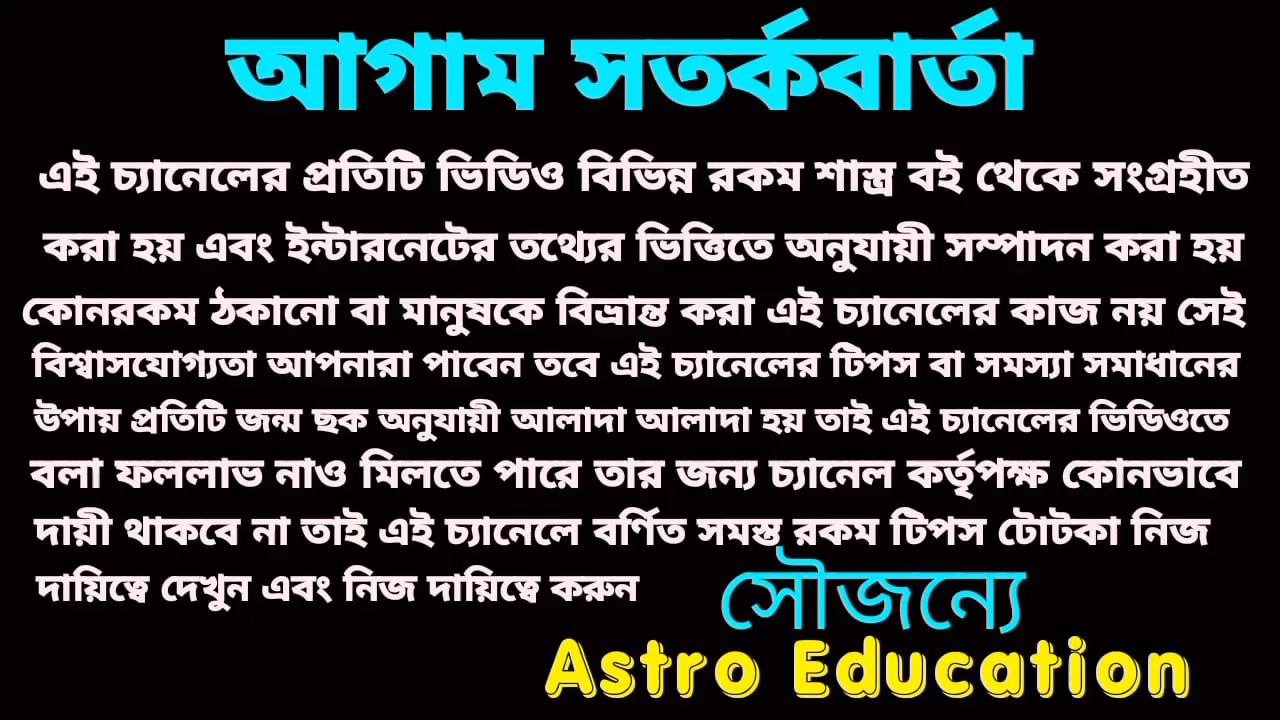 আগাম সতর্কবার্তা
এই চ্যানেলের প্রতিটি ভিডিও বিভিন্ন রকম শাস্ত্র বই থেকে সংগ্রহীত
করা হয় এবং ইন্টারনেটের তথ্যের ভিত্তিতে অনুযায়ী সম্পাদন করা হয়
কোনরকম ঠকানো বা মানুষকে বিভ্রান্ত করা এই চ্যানেলের কাজ নয় সেই
বিশ্বাসযোগ্যতা আপনারা পাবেন তবে এই চ্যানেলের টিপস বা সমস্যা সমাধানের
উপায় প্রতিটি জন্ম ছক অনুযায়ী আলাদা আলাদা হয় তাই এই চ্যানেলের ভিডিওতে
বলা ফললাভ নাও মিলতে পারে তার জন্য চ্যানেল কর্তৃপক্ষ কোনভাবে
দায়ী থাকবে না তাই এই চ্যানেলে বর্ণিত সমস্ত রকম টিপস টোটকা নিজ
দায়িত্বে দেখুন এবং নিজ দায়িত্বে করুন
সৌজন্যে
Astro Education